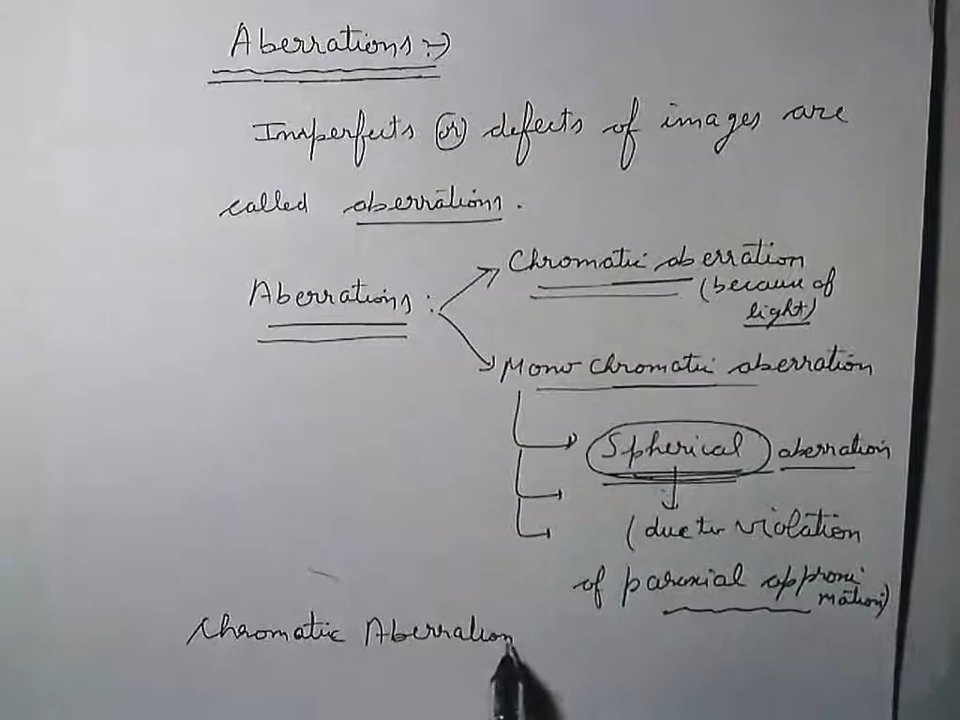 Aberrations :-
Imperfects (or) defects of images are
called aberrations.
Chromatic aberration
(because of
light)
Aberrations :
Mono chromatic aberration
Spherical aberration
(due to violation
of paraxial approxi
mation)
Chromatic Aberration